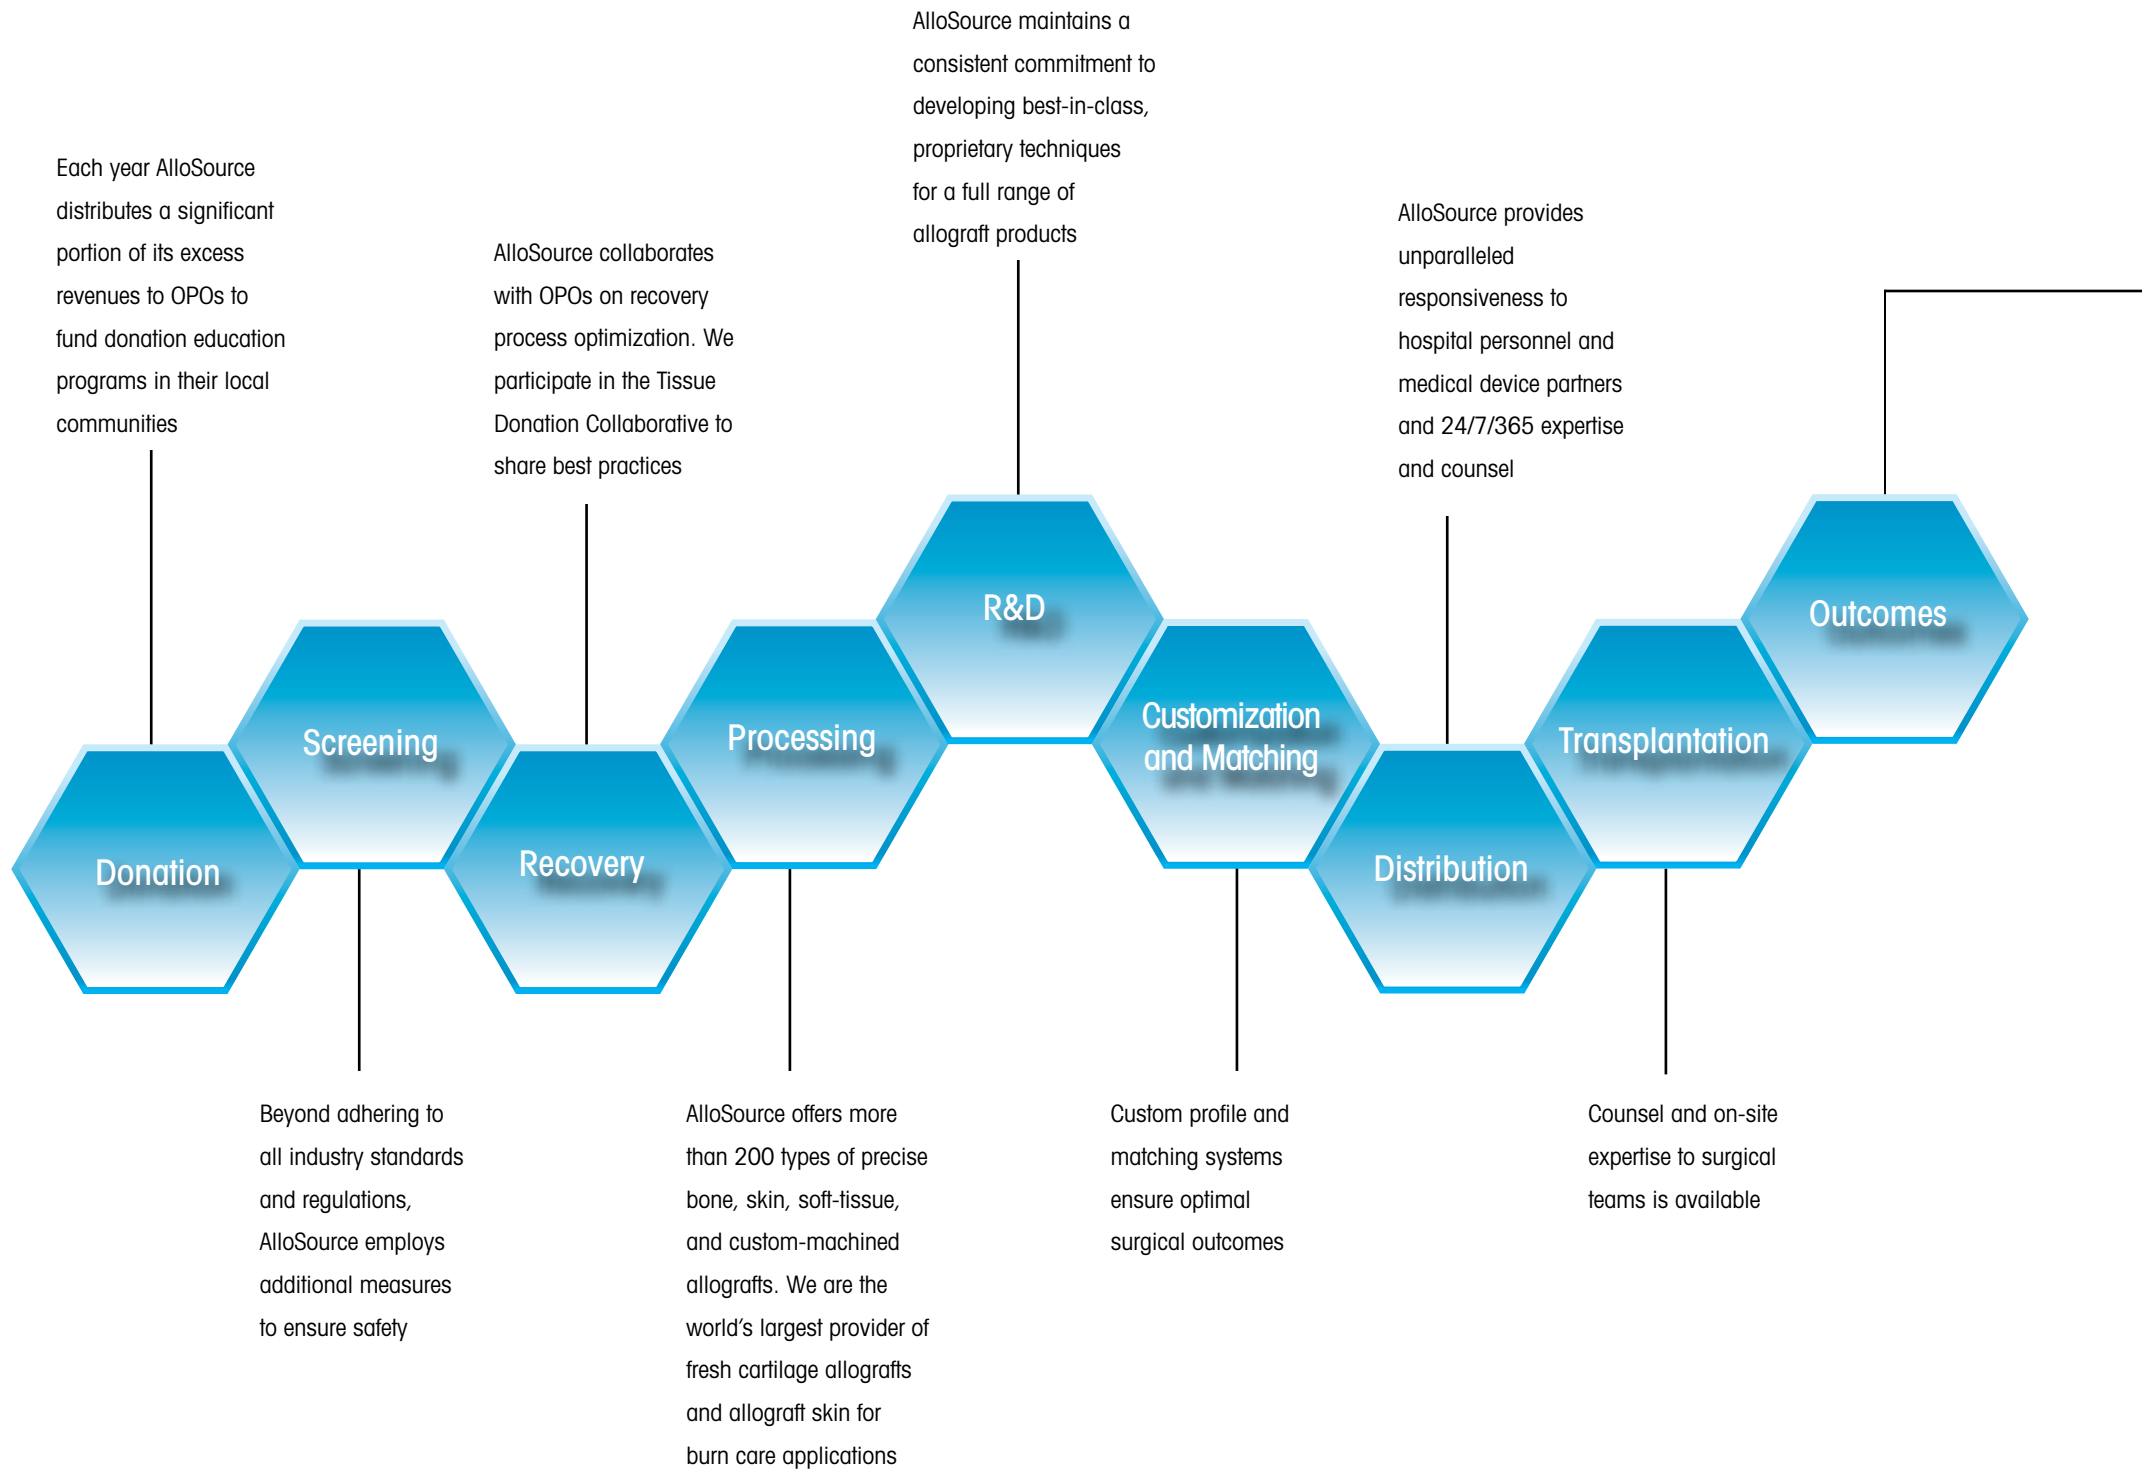 AlloSource maintains a
consistent commitment to
developing best-in-class,
proprietary techniques
for a full range of
allograft products
Each year AlloSource
distributes a significant
portion of its excess
revenues to OPOs to
fund donation education
programs in their local
communities
AlloSource collaborates
with OPOs on recovery
process optimization. We
participate in the Tissue
Donation Collaborative to
share best practices
AlloSource provides
unparalleled
responsiveness to
hospital personnel and
medical device partners
and 24/7/365 expertise
and counsel
Donation
Screening
Recovery
Processing
R&D
Customization
and Matching
Distribution
Transplantation
Outcomes
Beyond adhering to
all industry standards
and regulations,
AlloSource employs
additional measures
to ensure safety
AlloSource offers more
than 200 types of precise
bone, skin, soft-tissue,
and custom-machined
allografts. We are the
world's largest provider of
fresh cartilage allografts
and allograft skin for
burn care applications
Custom profile and
matching systems
ensure optimal
surgical outcomes
Counsel and on-site
expertise to surgical
teams is available